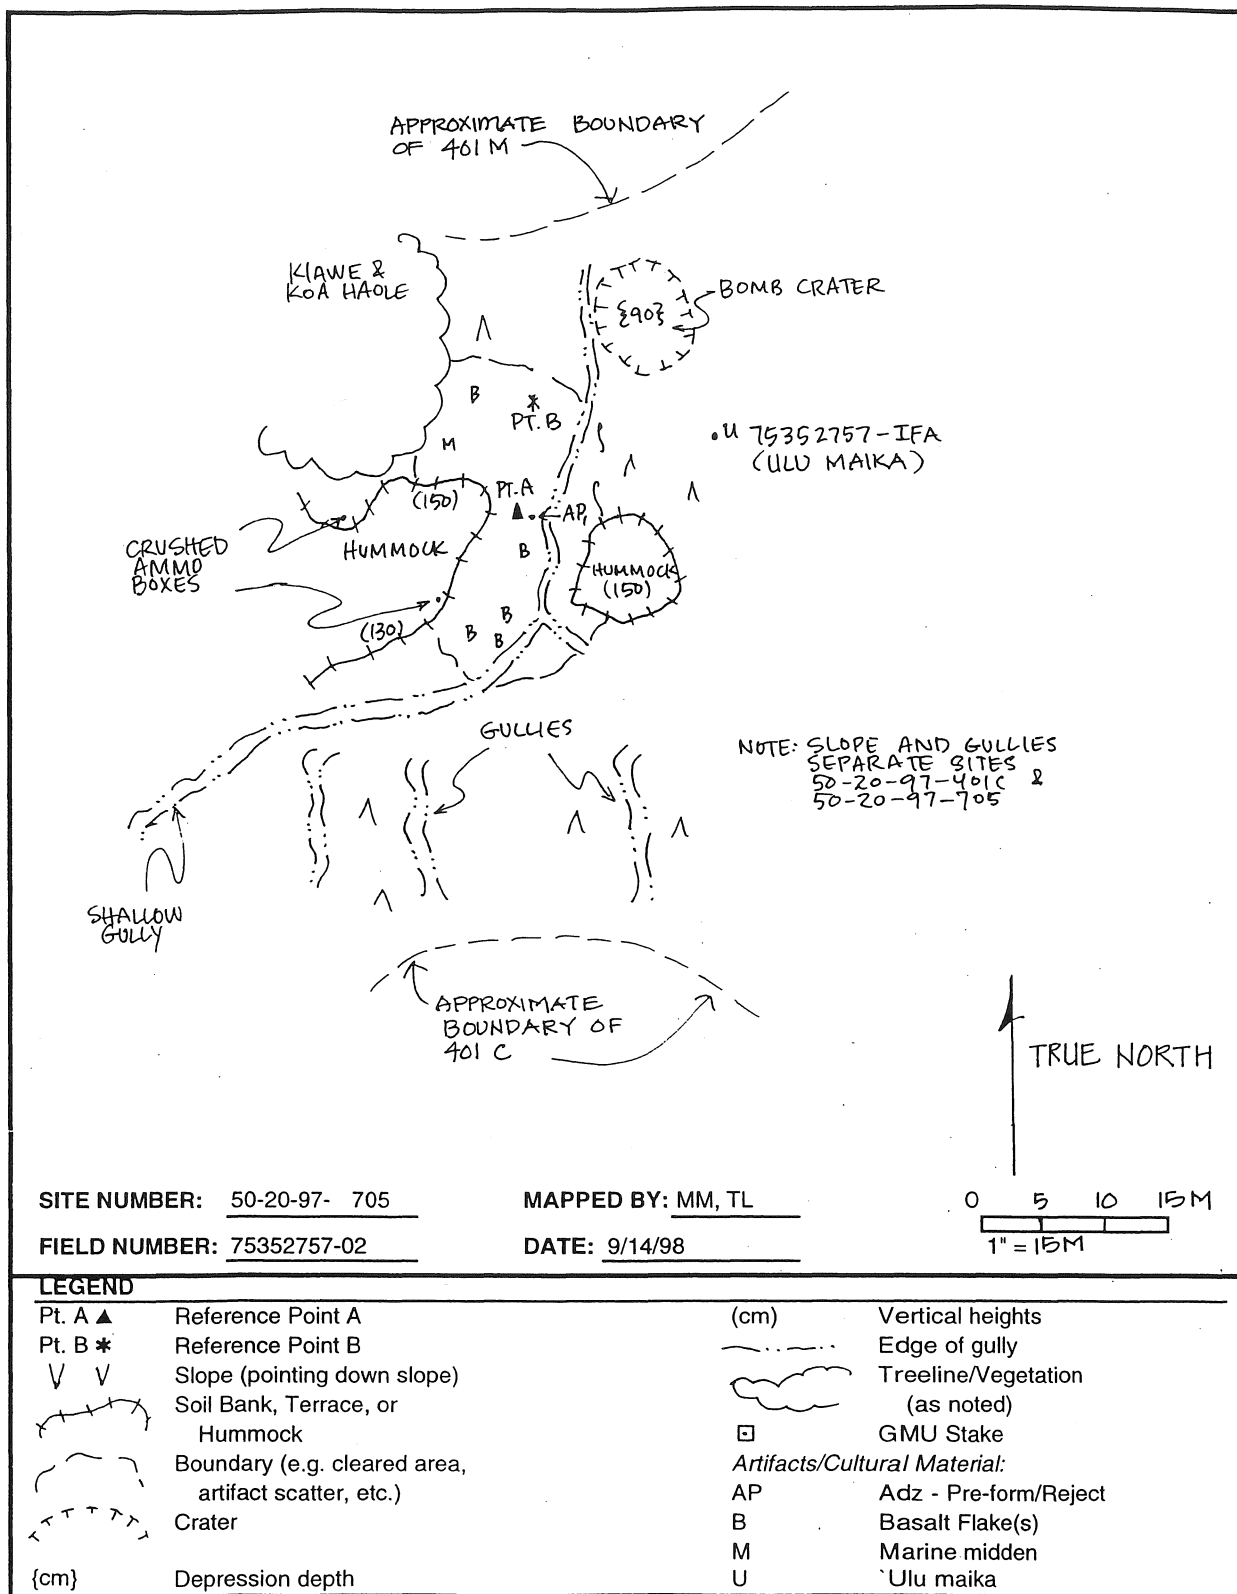 APPROXIMATE BOUNDARY
OF 401M
KIAWE &
KOA HAOLE
{90}
BOMB CRATER
B
PT. B
M
U 75352757-IFA
(ULU MAIKA)
(150)
PT. A
AP
CRUSHED
AMMO
BOXES
HUMMOCK
B
HUMMOCK
(150)
(130)
B
B
B
GULLIES
NOTE: SLOPE AND GULLIES
SEPARATE SITES
50-20-97-401C &
50-20-97-705
SHALLOW
GULLY
APPROXIMATE
BOUNDARY OF
401 C
TRUE NORTH
SITE NUMBER: 50-20-97- 705
MAPPED BY: MM, TL
0 5 10 15M
FIELD NUMBER: 75352757-02
DATE: 9/14/98
1" = 15M
LEGEND
Pt. A Reference Point A
Pt. B Reference Point B
Slope (pointing down slope)
Soil Bank, Terrace, or
Hummock
Boundary (e.g. cleared area,
artifact scatter, etc.)
Crater
{cm} Depression depth
(cm) Vertical heights
Edge of gully
Treeline/Vegetation
(as noted)
GMU Stake
Artifacts/Cultural Material:
AP Adz - Pre-form/Reject
B Basalt Flake(s)
M Marine midden
U `Ulu maika